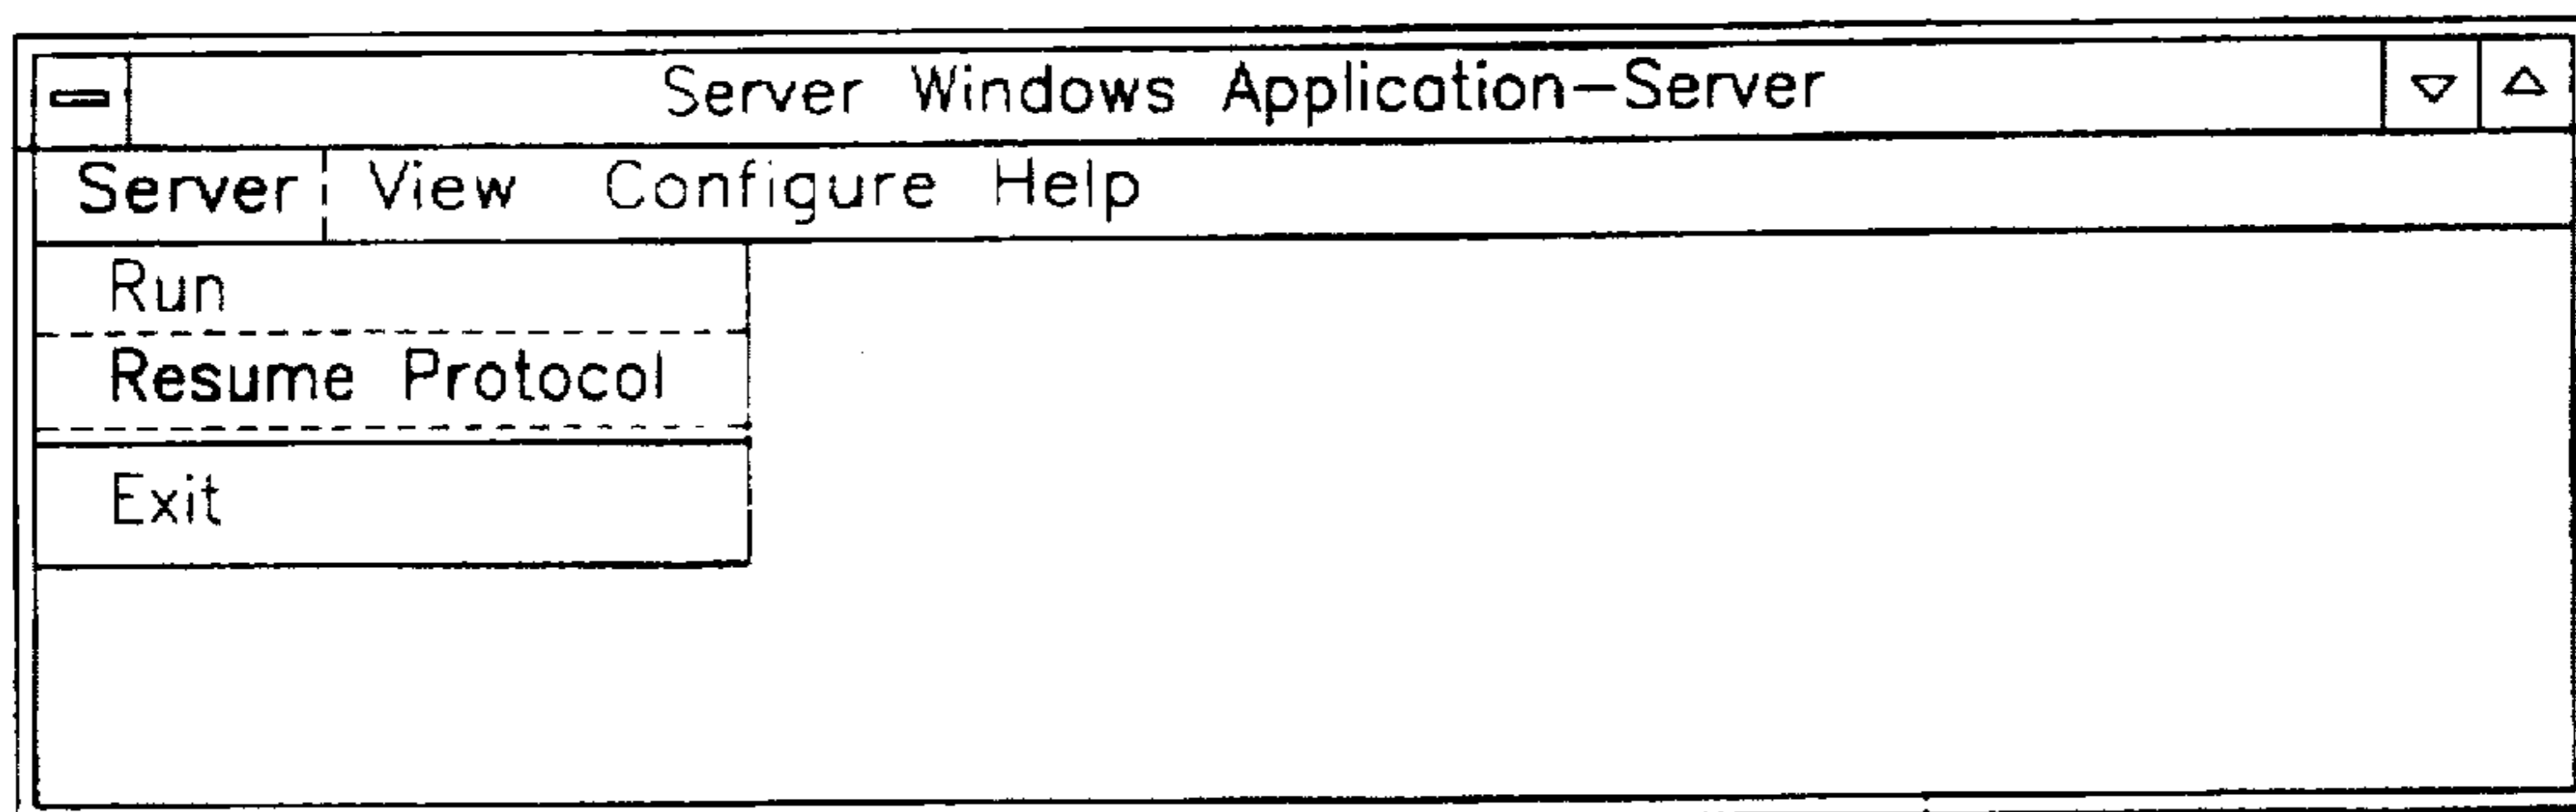 Server Windows Application-Server
Server View Configure Help
Run
Resume Protocol
Exit